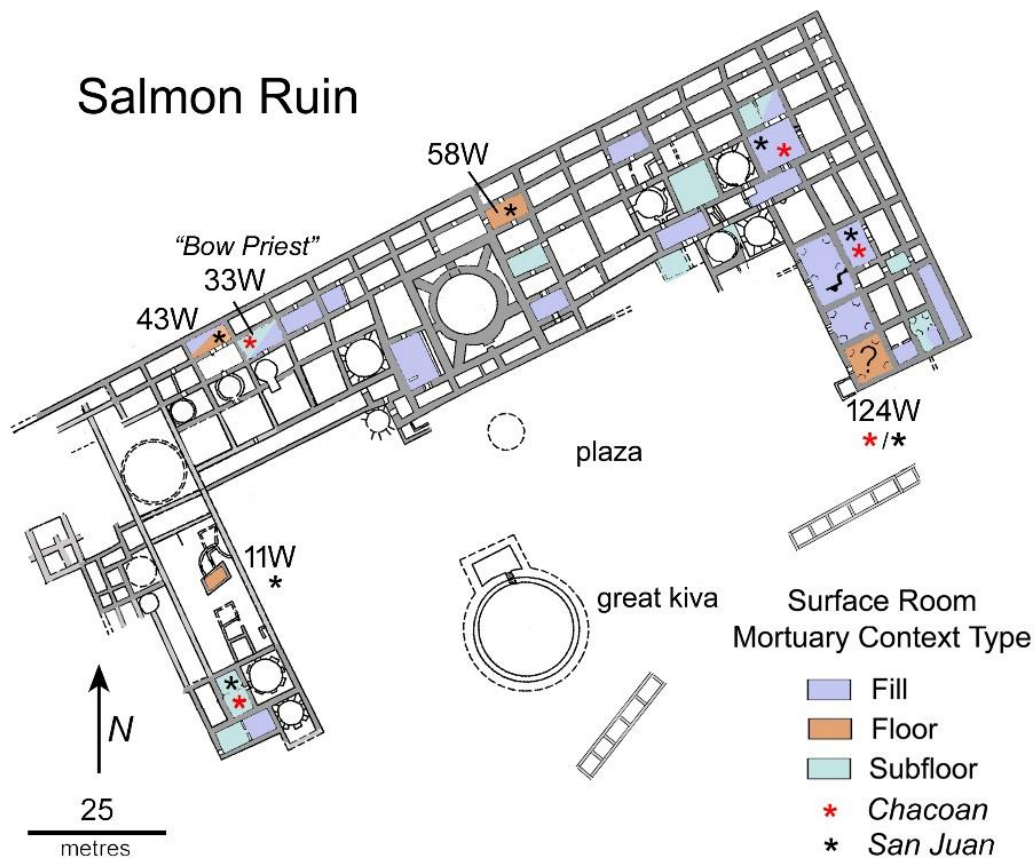 Salmon Ruin
58W
*
“Bow Priest”
33W
43W
*
*
* *
*
*
?
124W
*/*
plaza
11W
*
great kiva
*
*
N
25
metres
Surface Room
Mortuary Context Type
Fill
Floor
Subfloor
* Chacoan
* San Juan